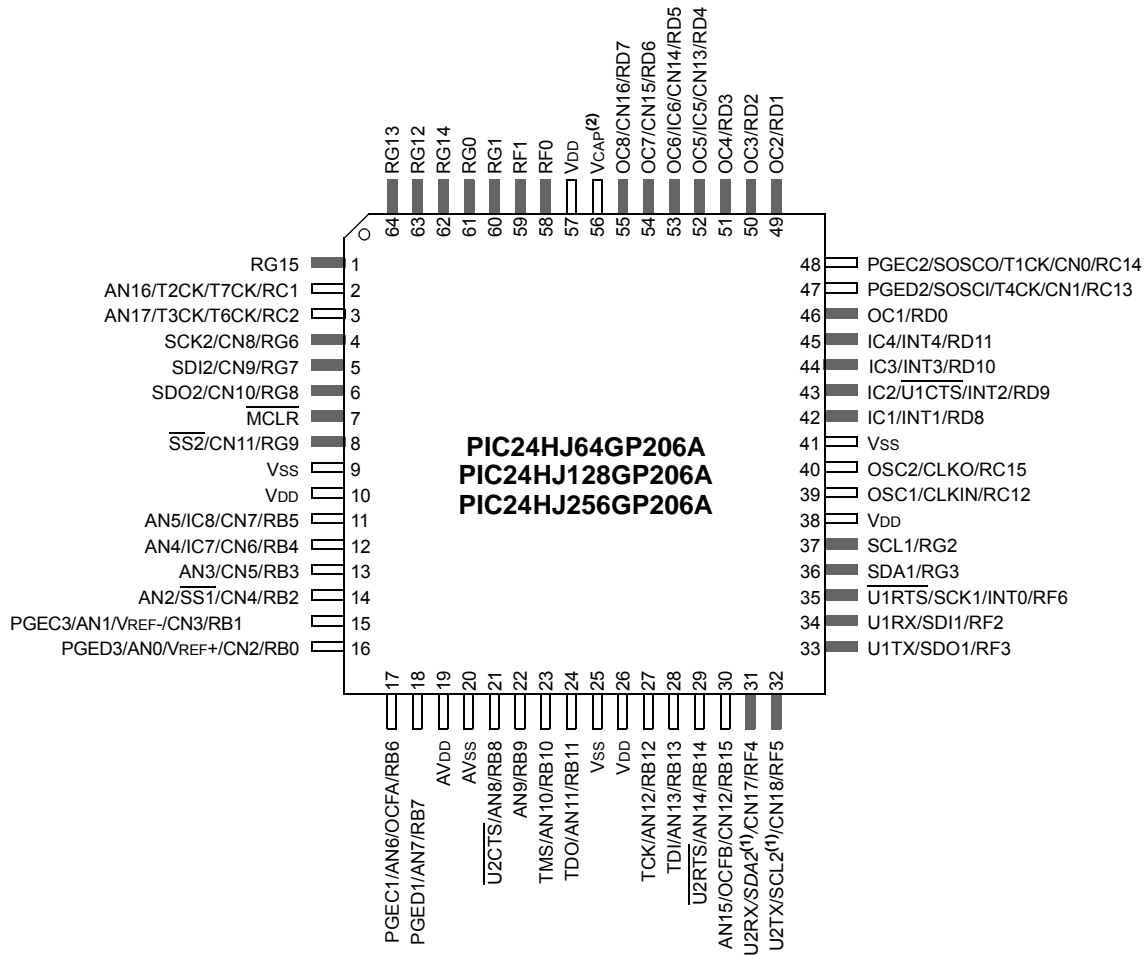 RG13
RG12
RG14
RG0
RG1
RF1
RF0
VDD
VCAP(2)
OC8/CN16/RD7
OC7/CN15/RD6
OC6/IC6/CN14/RD5
OC5/IC5/CN13/RD4
OC4/RD3
OC3/RD2
OC2/RD1
64
63
62
61
60
59
58
57
56
55
54
53
52
51
50
49
RG15 1
AN16/T2CK/T7CK/RC1 2
AN17/T3CK/T6CK/RC2 3
SCK2/CN8/RG6 4
SDI2/CN9/RG7 5
SDO2/CN10/RG8 6
MCLR 7
SS2/CN11/RG9 8
VSS 9
VDD 10
AN5/IC8/CN7/RB5 11
AN4/IC7/CN6/RB4 12
AN3/CN5/RB3 13
AN2/SS1/CN4/RB2 14
PGEC3/AN1/VREF-/CN3/RB1 15
PGED3/AN0/VREF+/CN2/RB0 16
PIC24HJ64GP206A
PIC24HJ128GP206A
PIC24HJ256GP206A
48 PGEC2/SOSCO/T1CK/CN0/RC14
47 PGED2/SOSCI/T4CK/CN1/RC13
46 OC1/RD0
45 IC4/INT4/RD11
44 IC3/INT3/RD10
43 IC2/U1CTS/INT2/RD9
42 IC1/INT1/RD8
41 VSS
40 OSC2/CLKO/RC15
39 OSC1/CLKIN/RC12
38 VDD
37 SCL1/RG2
36 SDA1/RG3
35 U1RTS/SCK1/INT0/RF6
34 U1RX/SDI1/RF2
33 U1TX/SDO1/RF3
17
18
19
20
21
22
23
24
25
26
27
28
29
30
31
32
PGEC1/AN6/OCFA/RB6
PGED1/AN7/RB7
AVDD
AVSS
U2CTS/AN8/RB8
AN9/RB9
TMS/AN10/RB10
TDO/AN11/RB11
VSS
VDD
TCK/AN12/RB12
TDI/AN13/RB13
U2RTS/AN14/RB14
AN15/OCFB/CN12/RB15
U2RX/SDA2(1)/CN17/RF4
U2TX/SCL2(1)/CN18/RF5